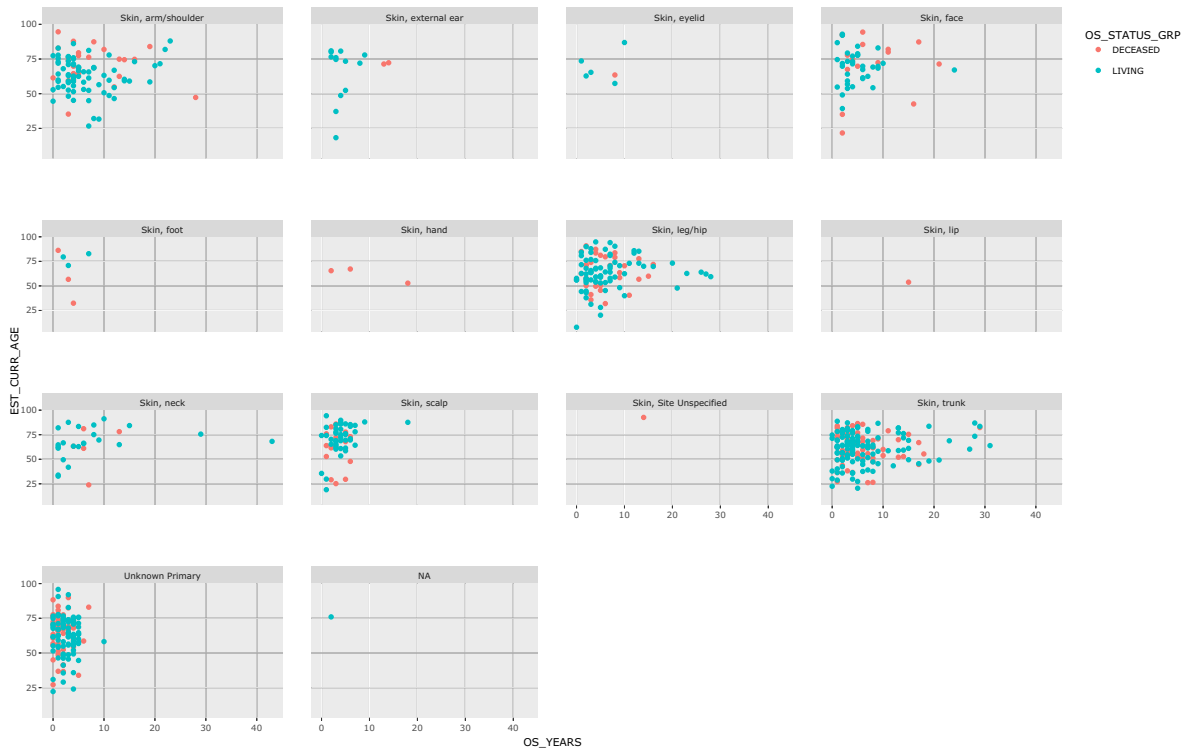 Skin, arm/shoulder
Skin, external ear
Skin, eyelid
Skin, face
100
75
50
25
OS_STATUS_GRP
DECEASED
LIVING
Skin, foot
Skin, hand
Skin, leg/hip
Skin, lip
100
75
50
25
EST_CURR_AGE
Skin, neck
Skin, scalp
Skin, Site Unspecified
Skin, trunk
100
75
50
25
0 10 20 30 40
0 10 20 30 40
Unknown Primary
NA
100
75
50
25
0 10 20 30 40
0 10 20 30 40
OS_YEARS